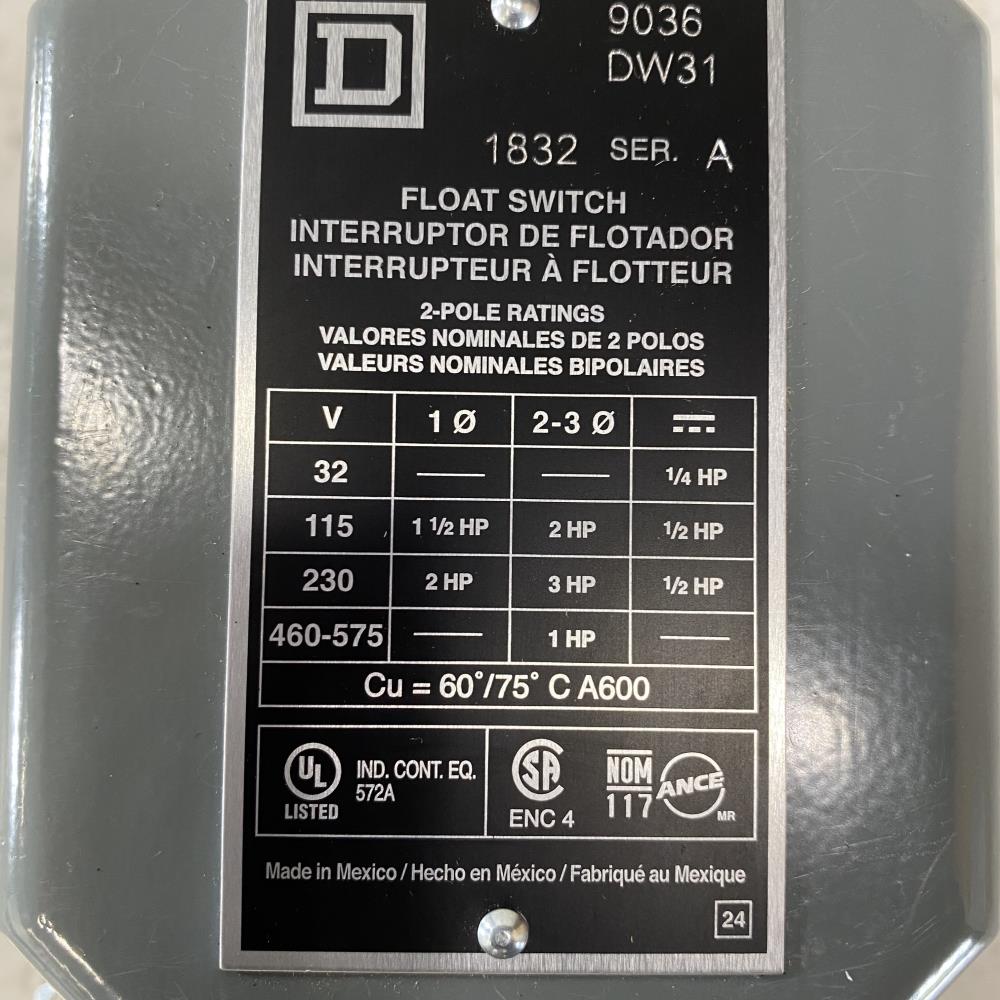 D
9036
DW31
1832 SER. A
FLOAT SWITCH
INTERRUPTOR DE FLOTADOR
INTERRUPTEUR À FLOTTEUR
2-POLE RATINGS
VALORES NOMINALES DE 2 POLOS
VALEURS NOMINALES BIPOLAIRES
V 1 Ø 2-3 Ø ⎓
32 —— —— 1/4 HP
115 1 1/2 HP 2 HP 1/2 HP
230 2 HP 3 HP 1/2 HP
460-575 —— 1 HP ——
Cu = 60°/75° C A600
UL LISTED
IND. CONT. EQ.
572A
SA
ENC 4
NOM
117
ANCE
MR
Made in Mexico / Hecho en México / Fabriqué au Mexique
24